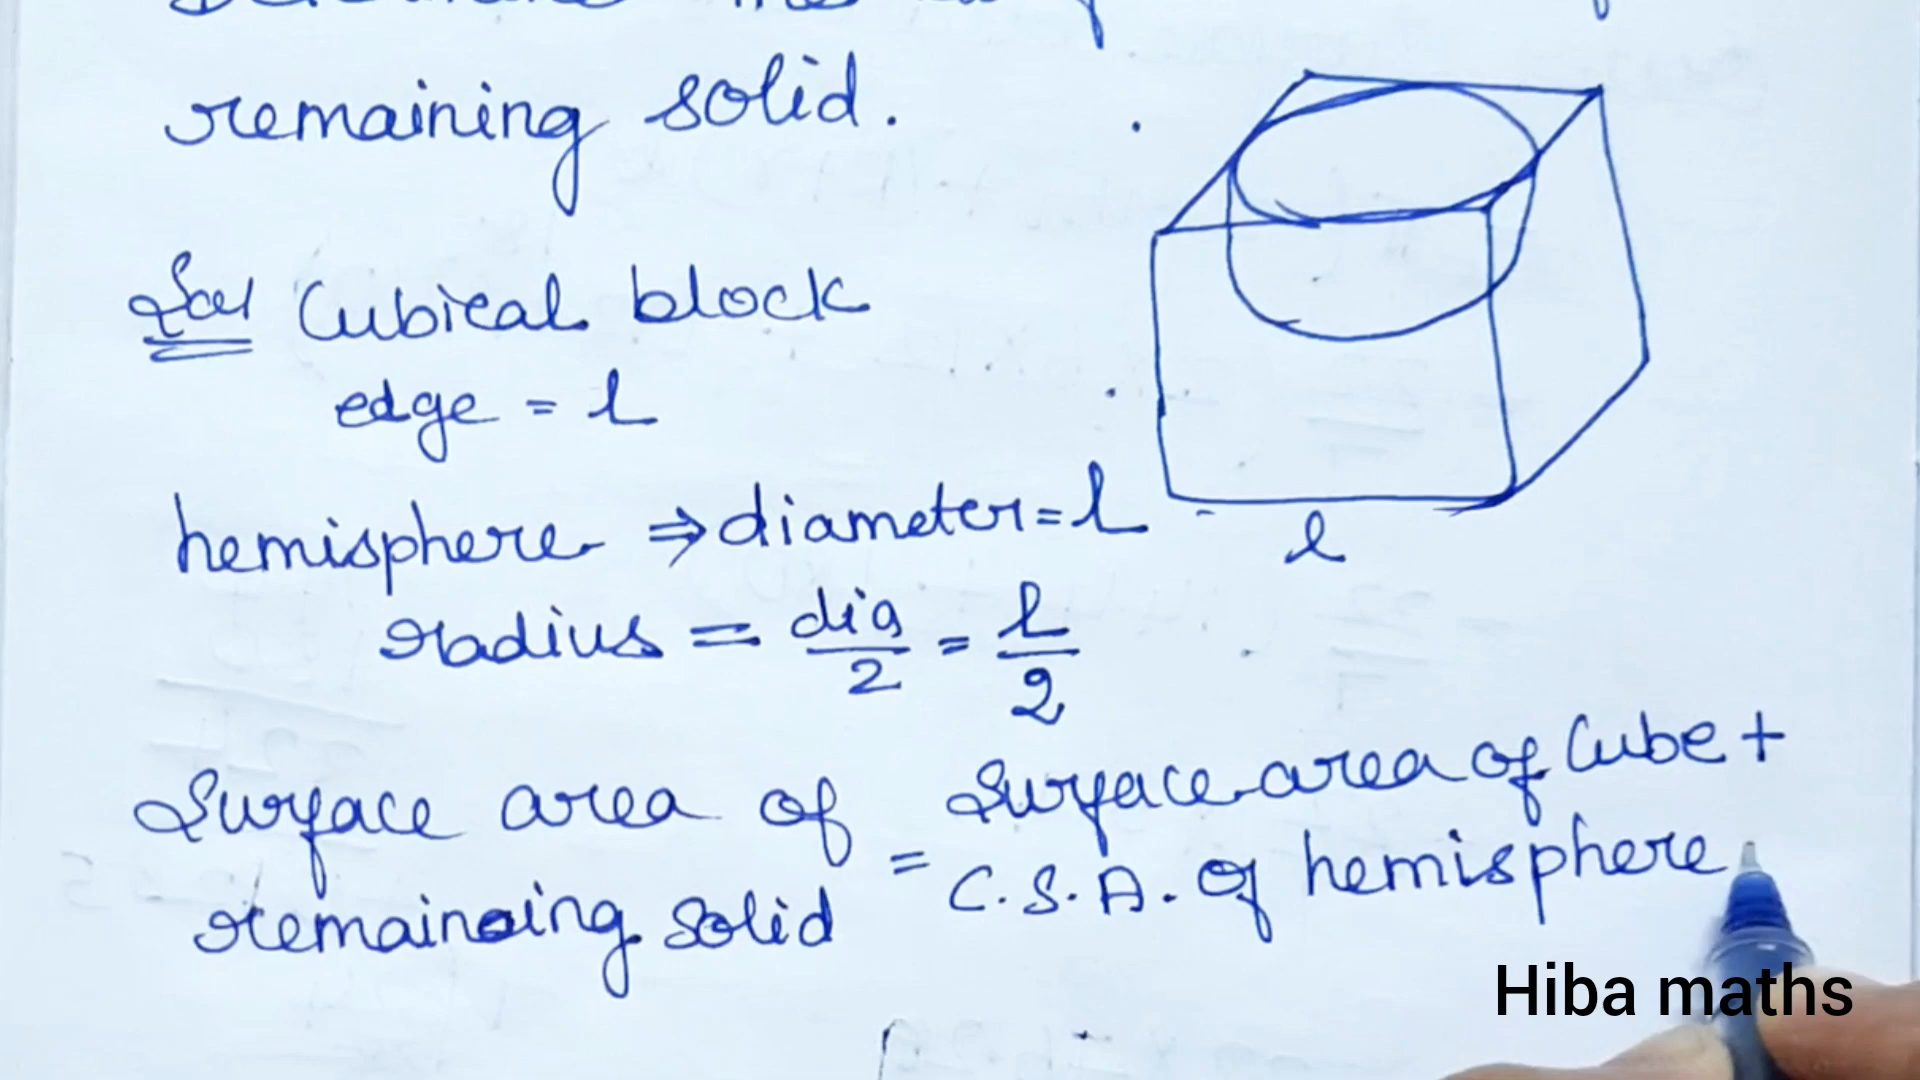 remaining solid.
Sol Cubical block
edge = l
hemisphere ⇒ diameter = l
l
radius = dia/2 = l/2
Surface area of remaining solid = Surface area of Cube + C.S.A. of hemisphere
Hiba maths